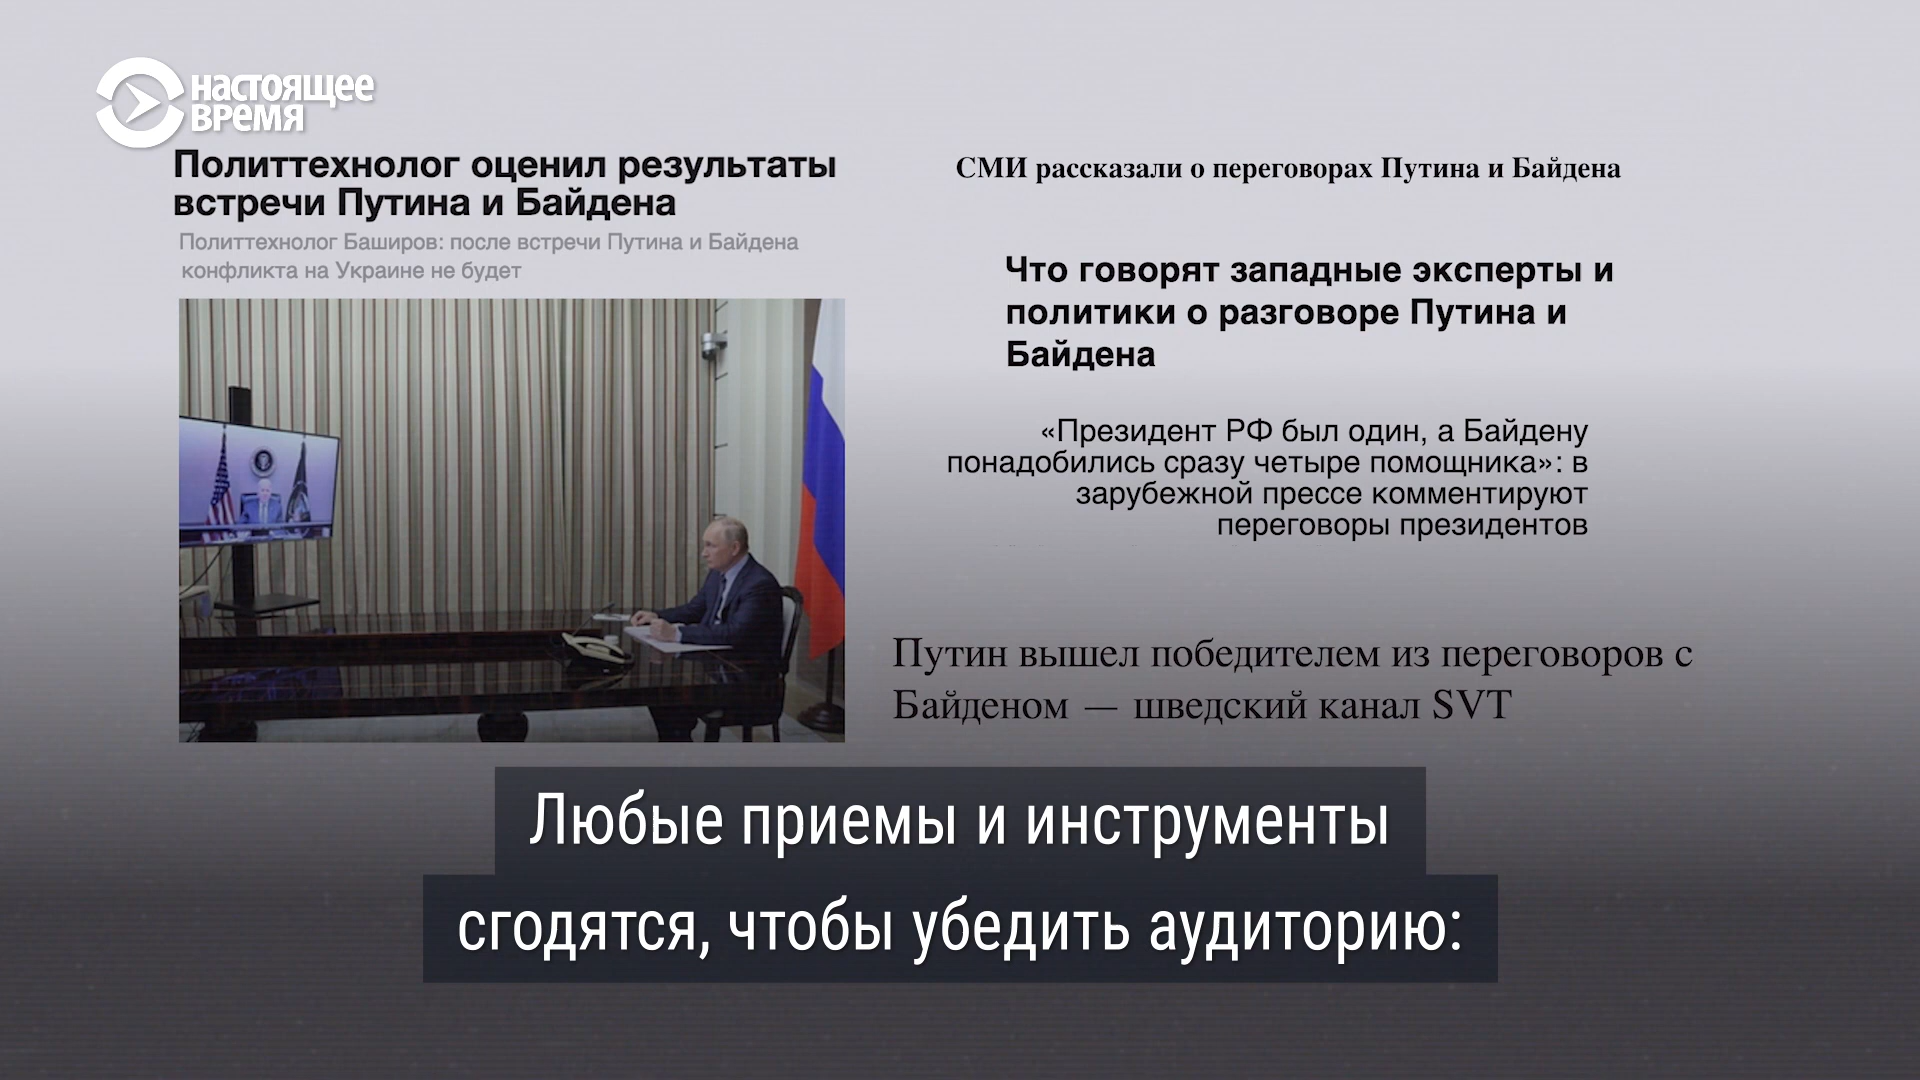 настоящее
время
Политтехнолог оценил результаты
встречи Путина и Байдена
Политтехнолог Баширов: после встречи Путина и Байдена
конфликта на Украине не будет
СМИ рассказали о переговорах Путина и Байдена
Что говорят западные эксперты и
политики о разговоре Путина и
Байдена
«Президент РФ был один, а Байдену
понадобились сразу четыре помощника»: в
зарубежной прессе комментируют
переговоры президентов
Путин вышел победителем из переговоров с
Байденом — шведский канал SVT
Любые приемы и инструменты
сгодятся, чтобы убедить аудиторию: